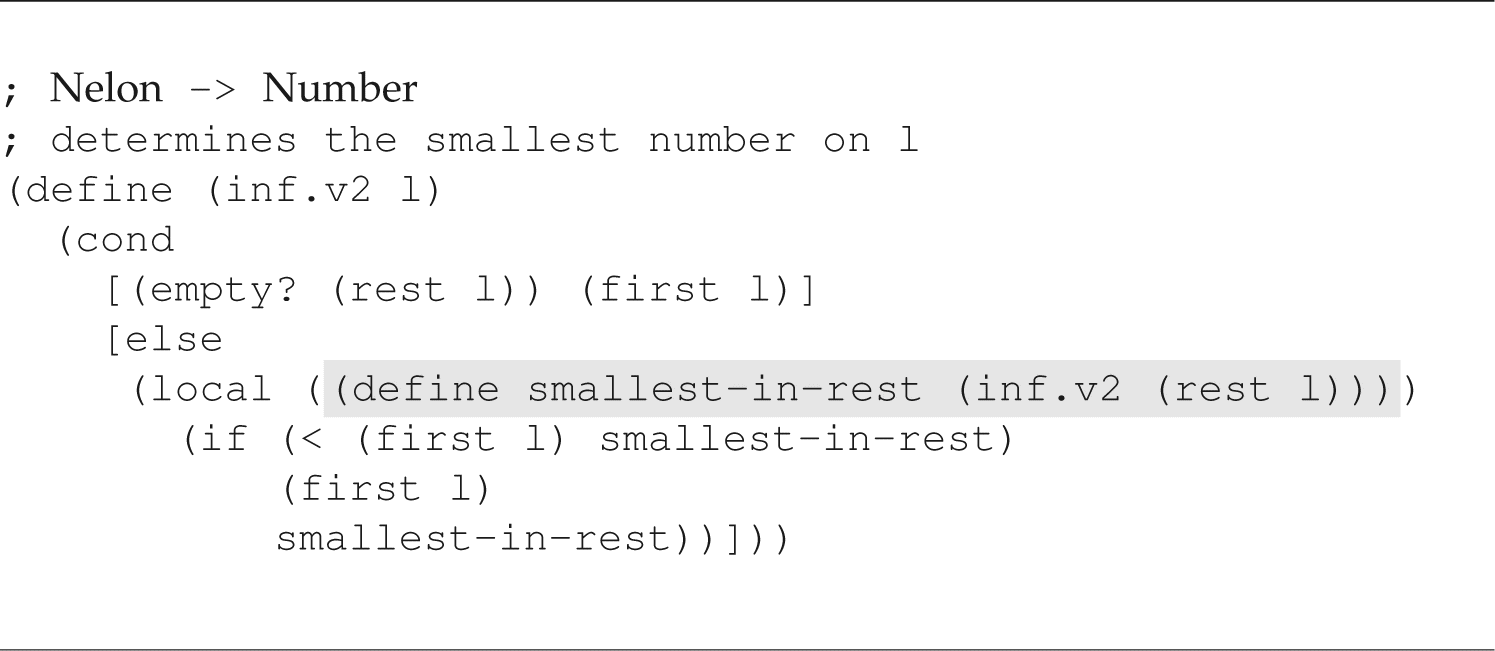 ; Nelon -> Number
; determines the smallest number on l
(define (inf.v2 l)
  (cond
    [(empty? (rest l)) (first l)]
    [else
     (local ((define smallest-in-rest (inf.v2 (rest l))))
       (if (< (first l) smallest-in-rest)
           (first l)
           smallest-in-rest))]))